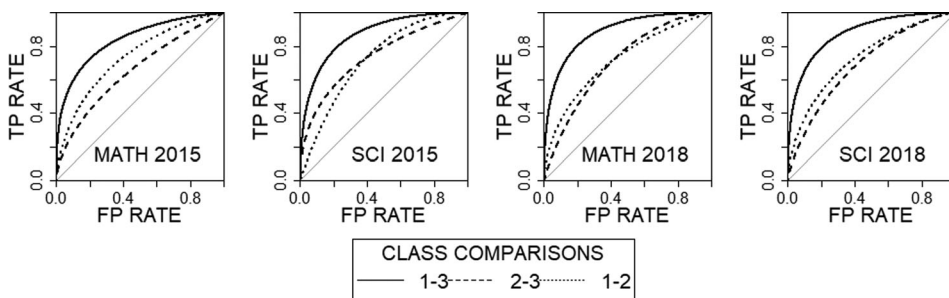 TP RATE
0.0 0.4 0.8
MATH 2015
0.0 0.4 0.8
FP RATE
TP RATE
0.0 0.4 0.8
SCI 2015
0.0 0.4 0.8
FP RATE
TP RATE
0.0 0.4 0.8
MATH 2018
0.0 0.4 0.8
FP RATE
TP RATE
0.0 0.4 0.8
SCI 2018
0.0 0.4 0.8
FP RATE
CLASS COMPARISONS
1-3 2-3 1-2